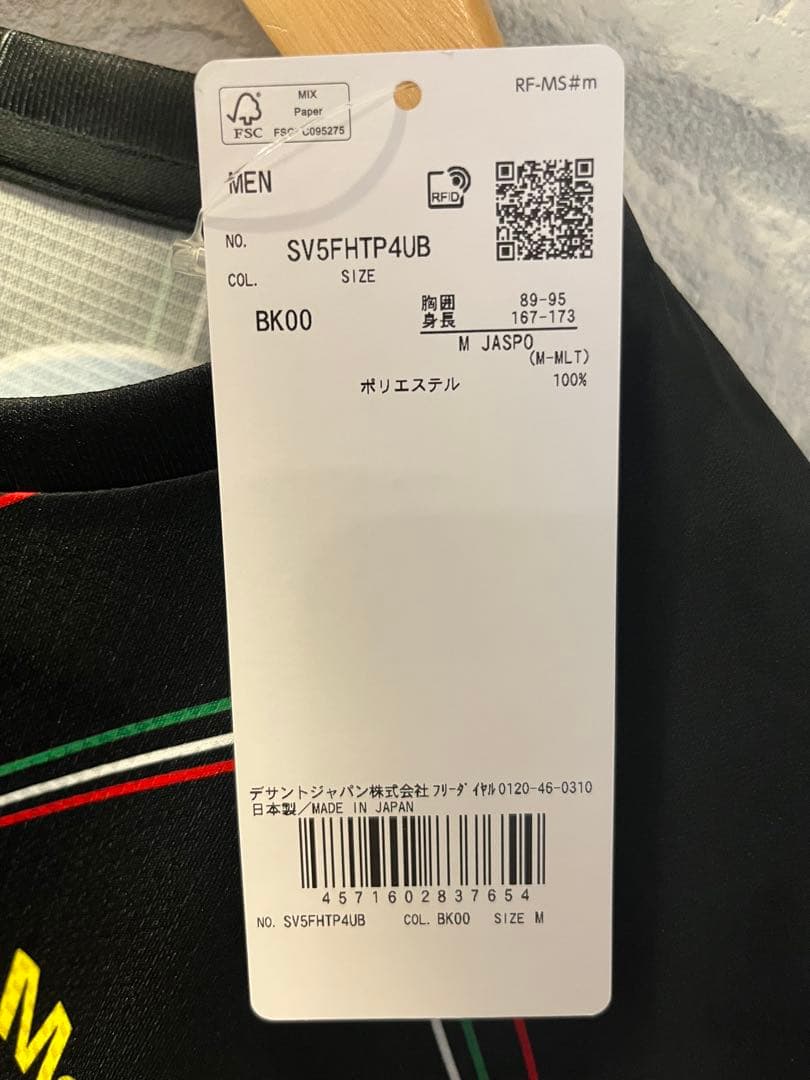 RF-MS#m
MIX
Paper
FSC
FSC® C095275
MEN
RFID
NO. SV5FHTP4UB
COL. SIZE
BK00
胸囲 89-95
身長 167-173
M JASPO
(M-MLT)
ポリエステル 100%
デサントジャパン株式会社 ﾌﾘｰﾀﾞｲﾔﾙ 0120-46-0310
日本製/MADE IN JAPAN
4571602837654
NO. SV5FHTP4UB COL. BK00 SIZE M
M